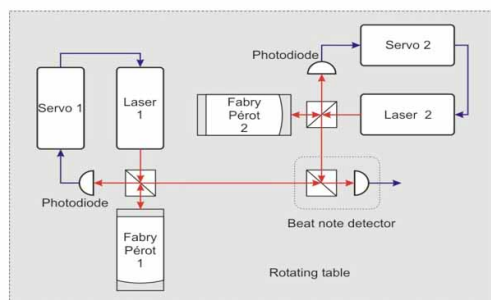 Servo 1
Laser
1
Photodiode
Fabry
Pérot
1
Photodiode
Servo 2
Fabry
Pérot
2
Laser 2
Beat note detector
Rotating table